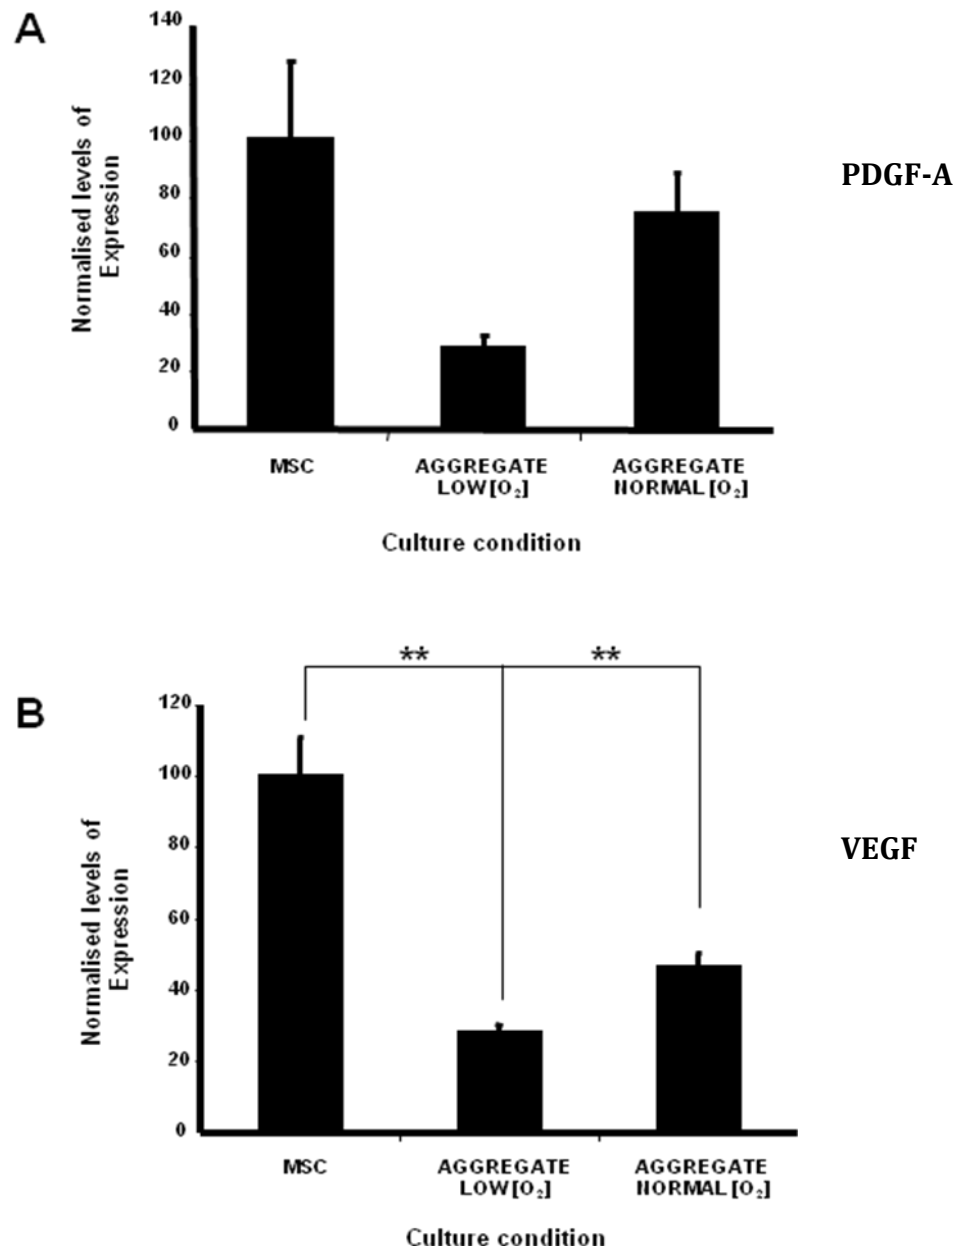 A
140
120
100
80
60
40
20
0
Normalised levels of
Expression
PDGF-A
MSC
AGGREGATE
LOW [O₂]
AGGREGATE
NORMAL [O₂]
Culture condition
B
** **
120
100
80
60
40
20
0
Normalised levels of
Expression
VEGF
MSC
AGGREGATE
LOW [O₂]
AGGREGATE
NORMAL [O₂]
Culture condition